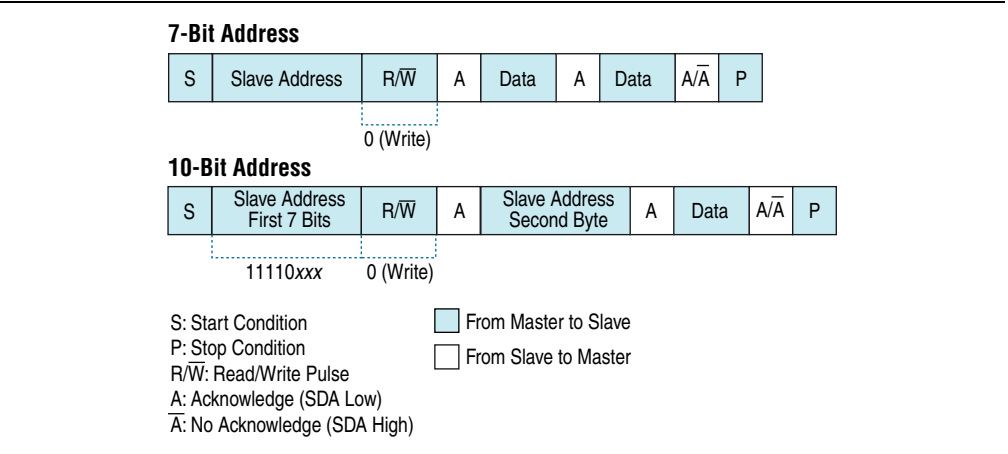 7-Bit Address
S Slave Address R/W̅ A Data A Data A/A̅ P
0 (Write)
10-Bit Address
S Slave Address First 7 Bits R/W̅ A Slave Address Second Byte A Data A/A̅ P
11110xxx 0 (Write)
S: Start Condition
P: Stop Condition
R/W̅: Read/Write Pulse
A: Acknowledge (SDA Low)
A̅: No Acknowledge (SDA High)
From Master to Slave
From Slave to Master